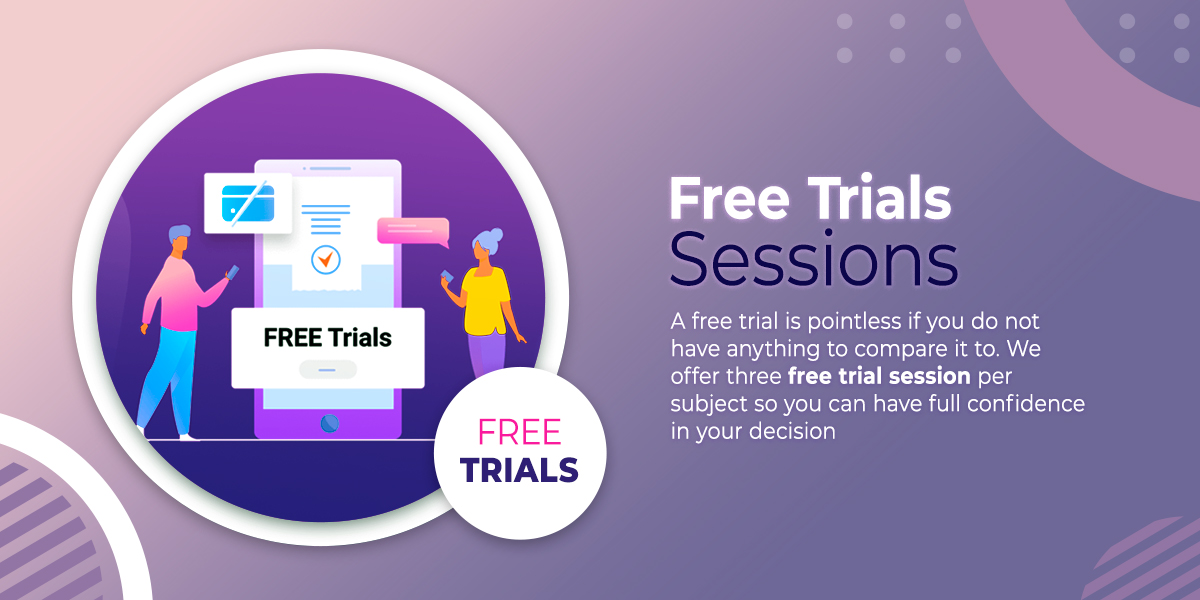 FREE Trials
FREE
TRIALS
Free Trials
Sessions
A free trial is pointless if you do not
have anything to compare it to. We
offer three free trial session per
subject so you can have full confidence
in your decision